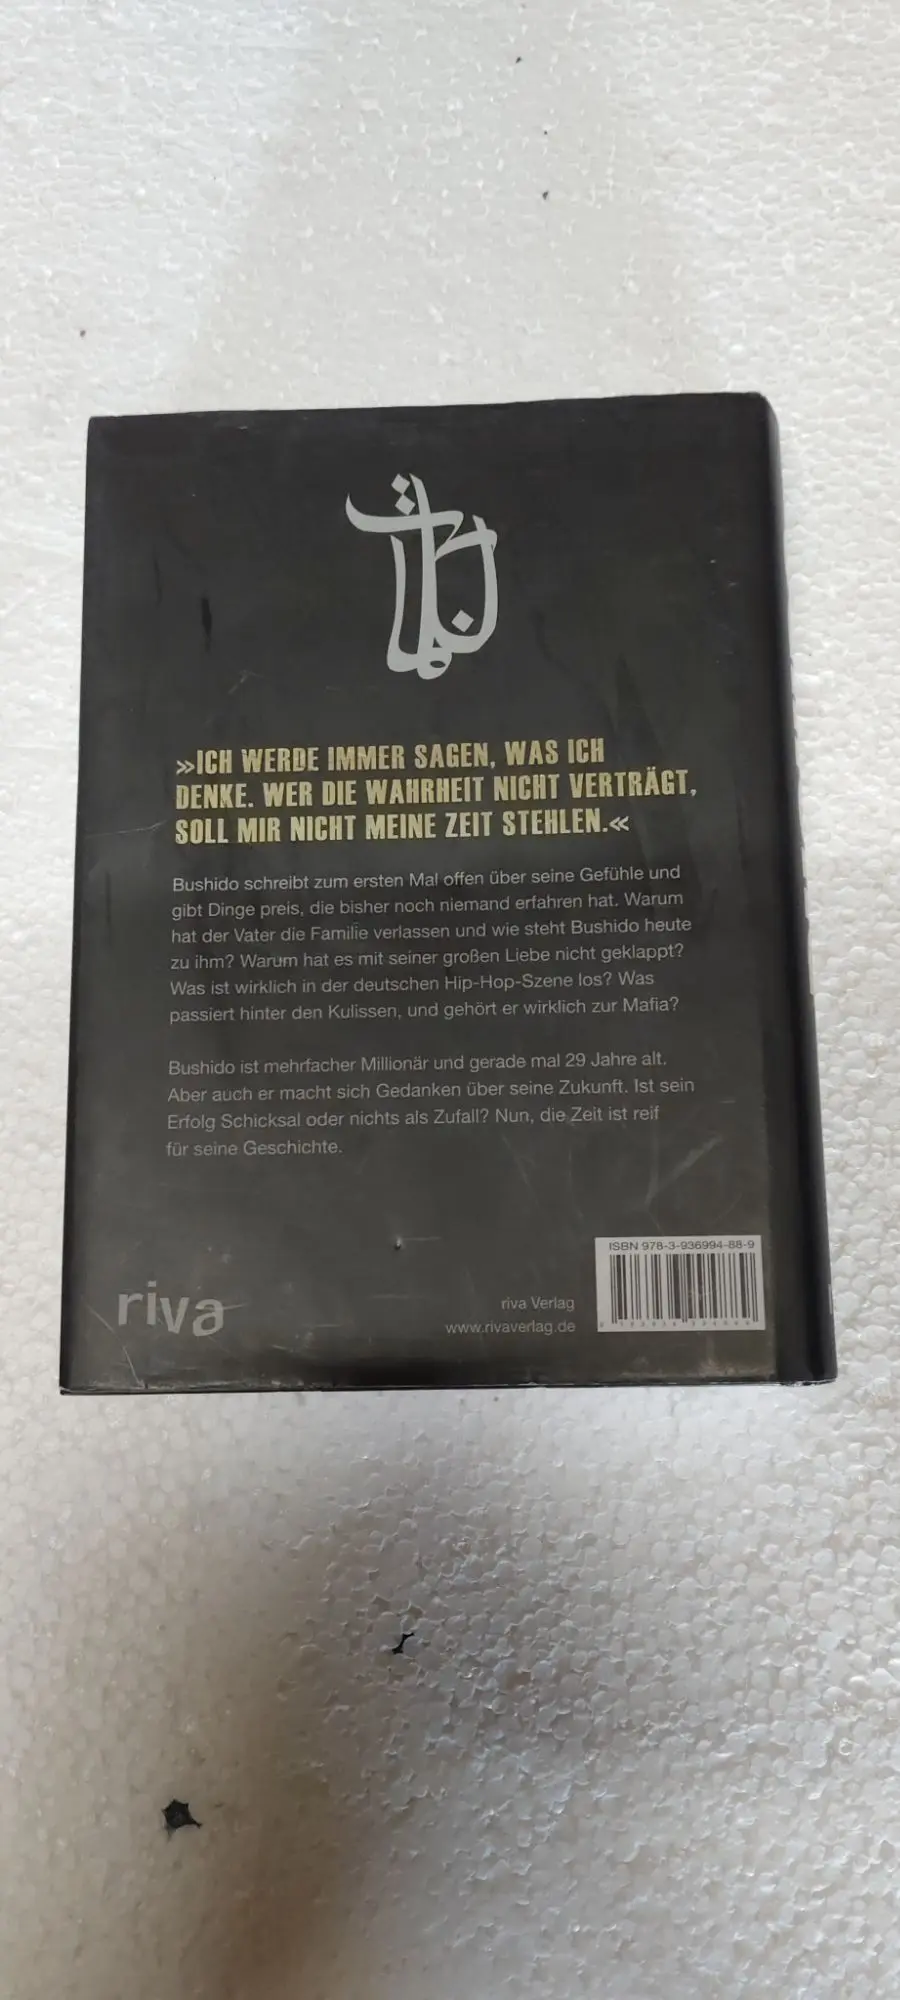 »ICH WERDE IMMER SAGEN, WAS ICH
DENKE. WER DIE WAHRHEIT NICHT VERTRÄGT,
SOLL MIR NICHT MEINE ZEIT STEHLEN.«
Bushido schreibt zum ersten Mal offen über seine Gefühle und
gibt Dinge preis, die bisher noch niemand erfahren hat. Warum
hat der Vater die Familie verlassen und wie steht Bushido heute
zu ihm? Warum hat es mit seiner großen Liebe nicht geklappt?
Was ist wirklich in der deutschen Hip-Hop-Szene los? Was
passiert hinter den Kulissen, und gehört er wirklich zur Mafia?
Bushido ist mehrfacher Millionär und gerade mal 29 Jahre alt.
Aber auch er macht sich Gedanken über seine Zukunft. Ist sein
Erfolg Schicksal oder nichts als Zufall? Nun, die Zeit ist reif
für seine Geschichte.
ISBN 978-3-936994-88-9
riva
riva Verlag
www.rivaverlag.de